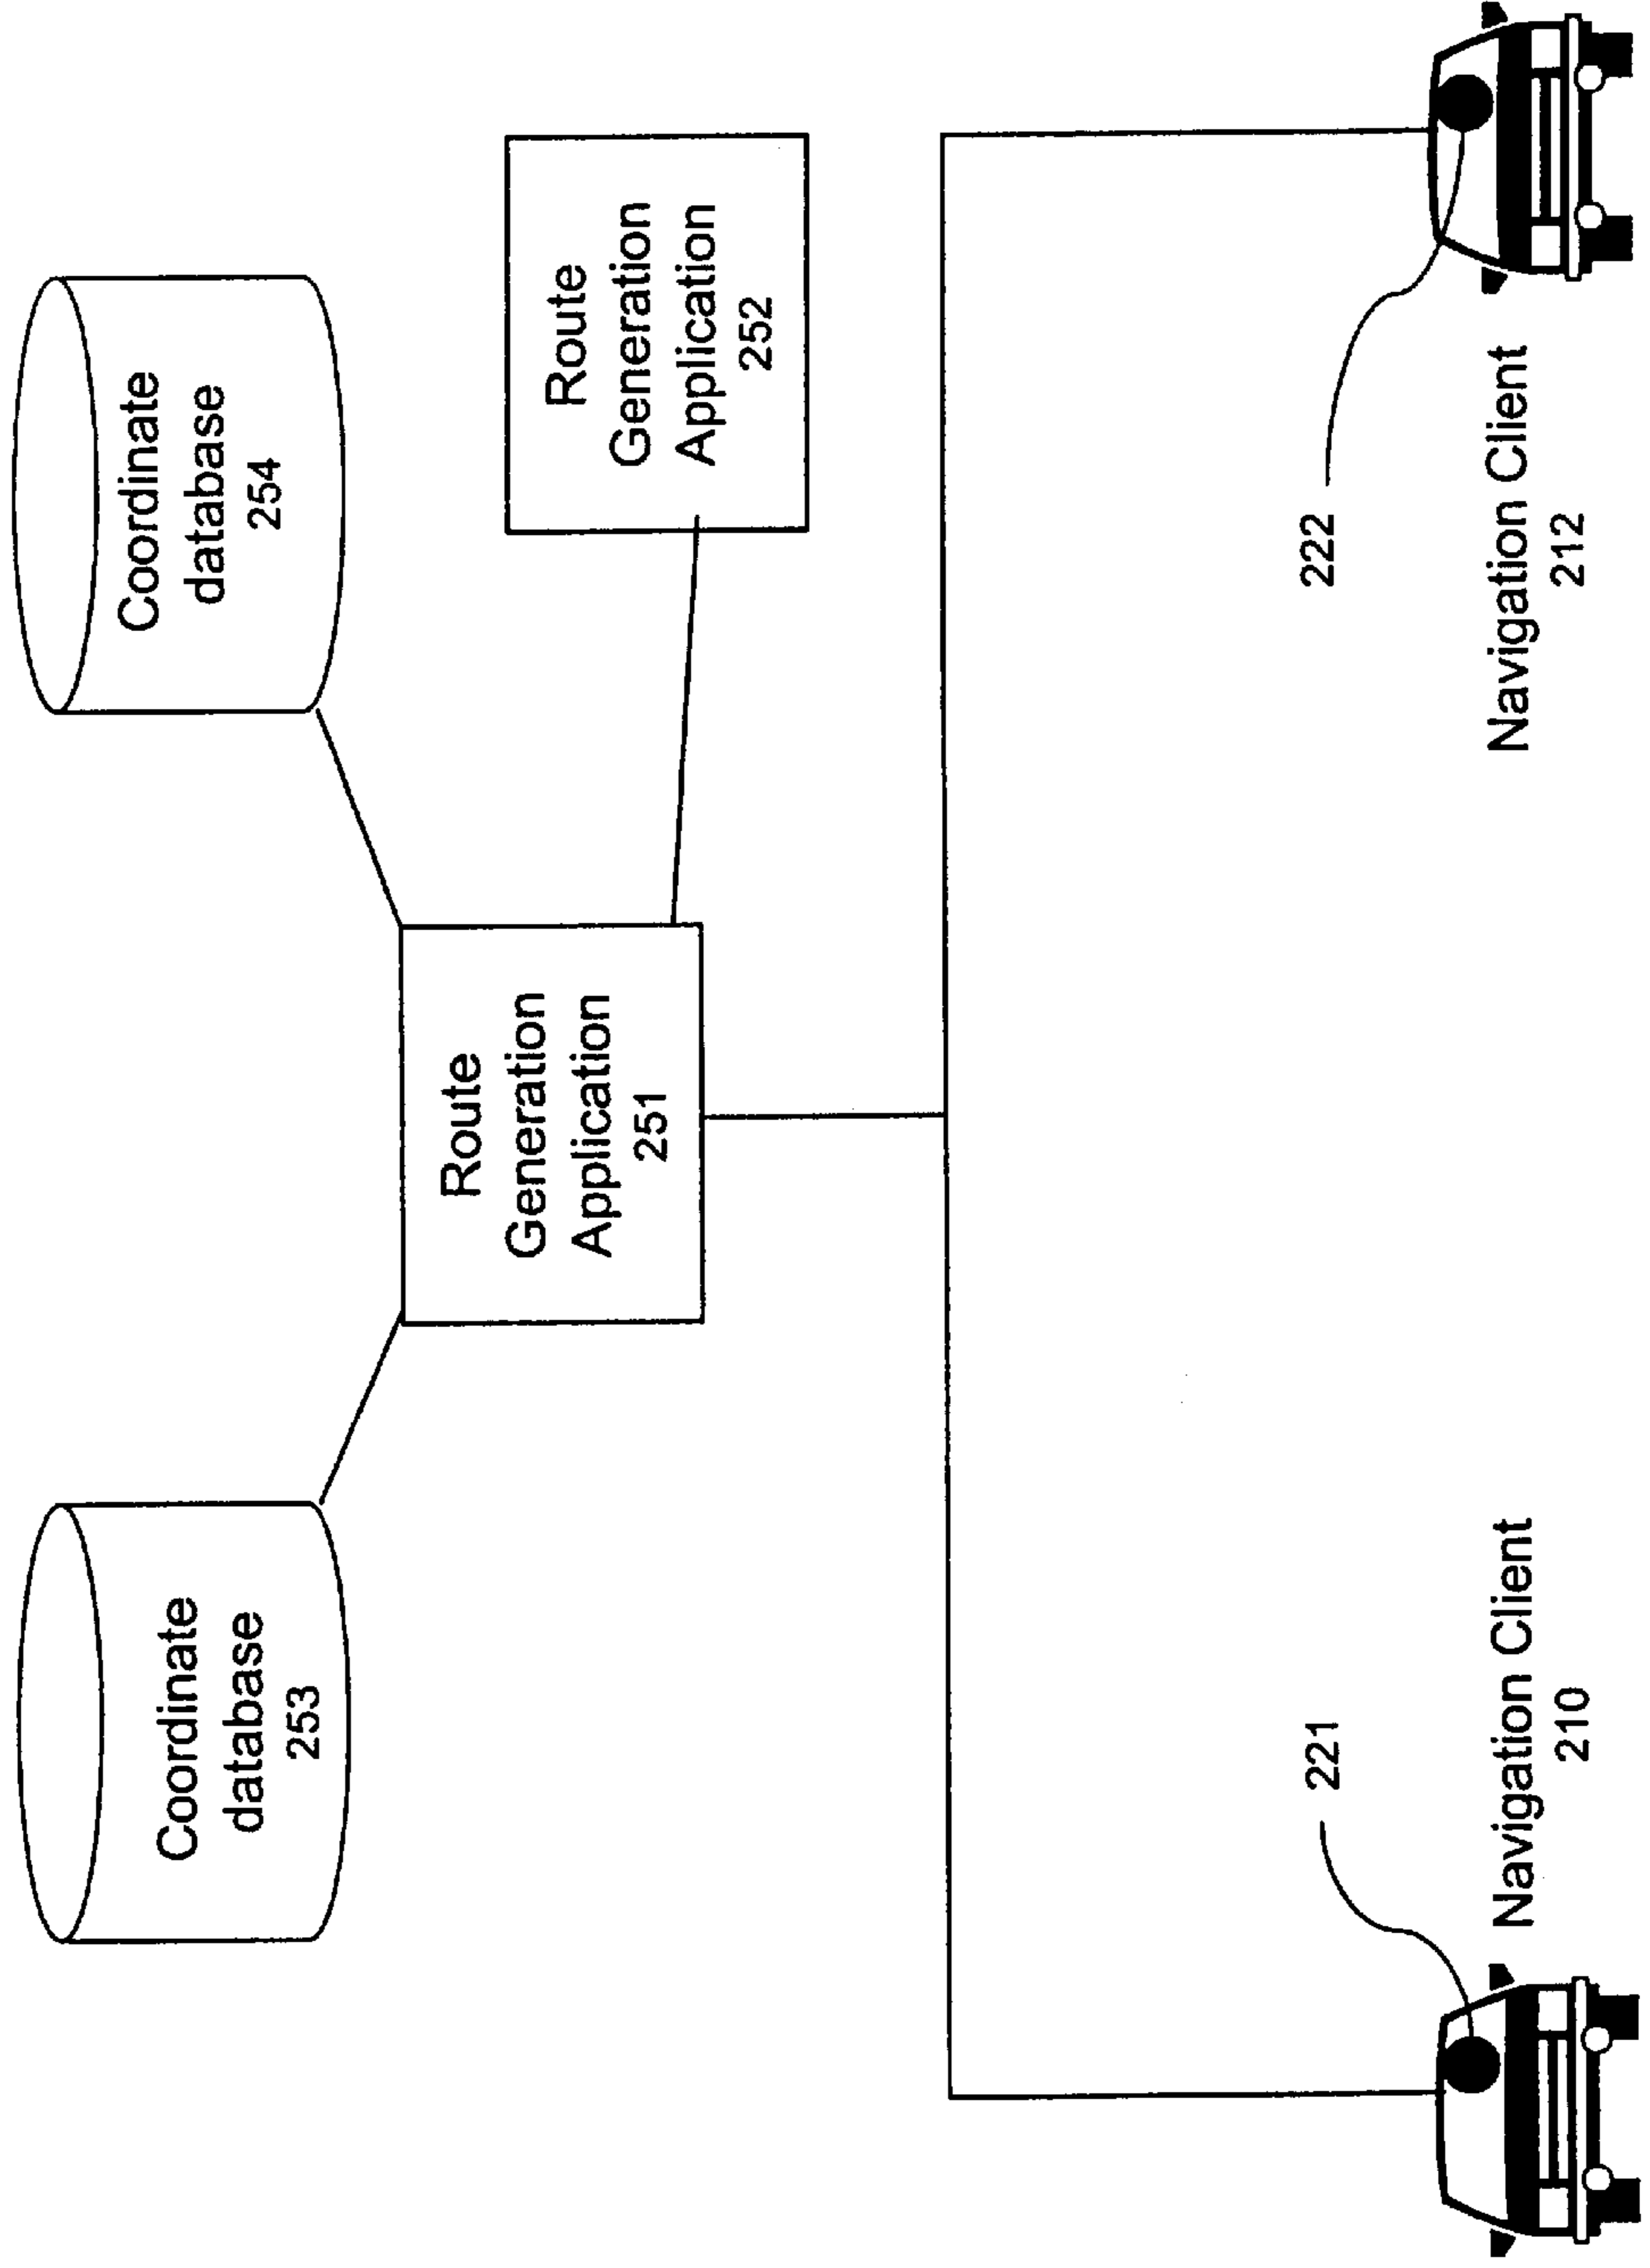 Coordinate
database
253
Coordinate
database
254
Route
Generation
Application
251
Route
Generation
Application
252
221
222
Navigation Client
210
Navigation Client
212